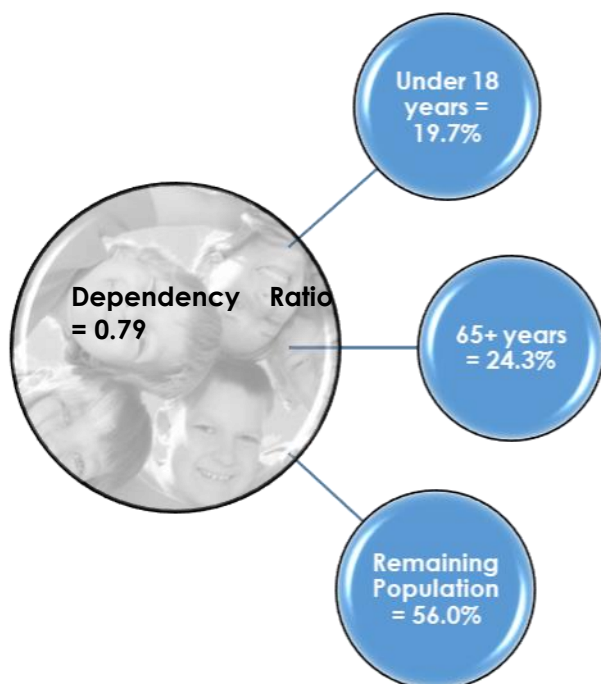 Under 18
years =
19.7%
Dependency Ratio
= 0.79
65+ years
= 24.3%
Remaining
Population
= 56.0%